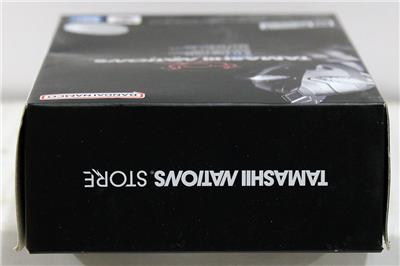 TAMASHII NATIONS STORE
TAMASHII NATIONS
BANDAI NAMCO